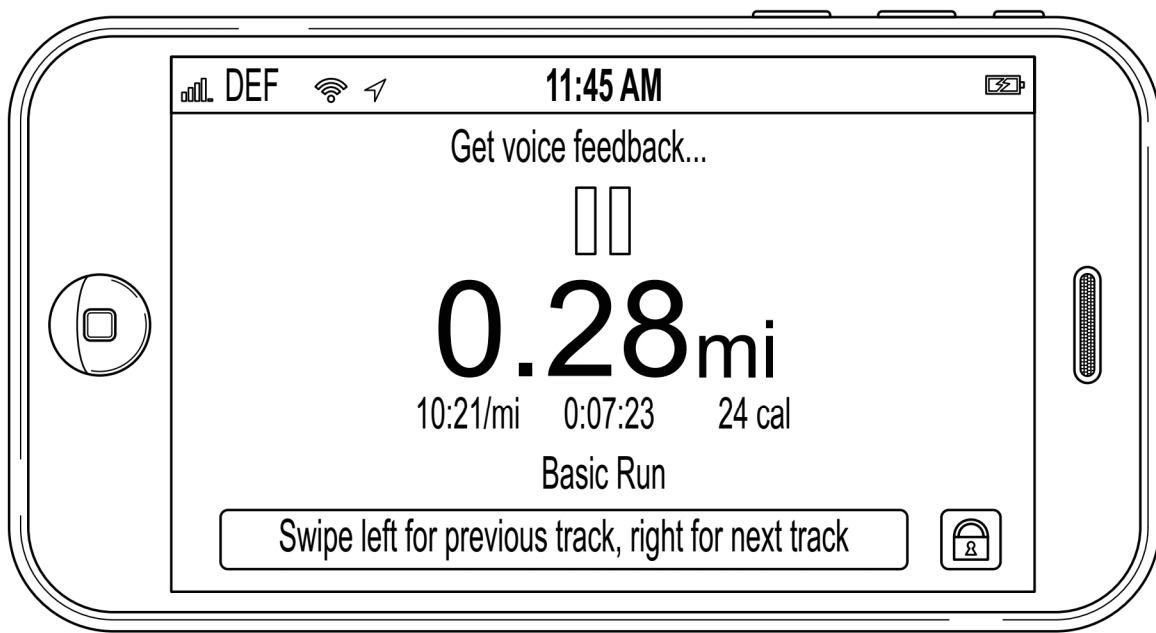 DEF 11:45 AM
Get voice feedback...
0.28mi
10:21/mi 0:07:23 24 cal
Basic Run
Swipe left for previous track, right for next track